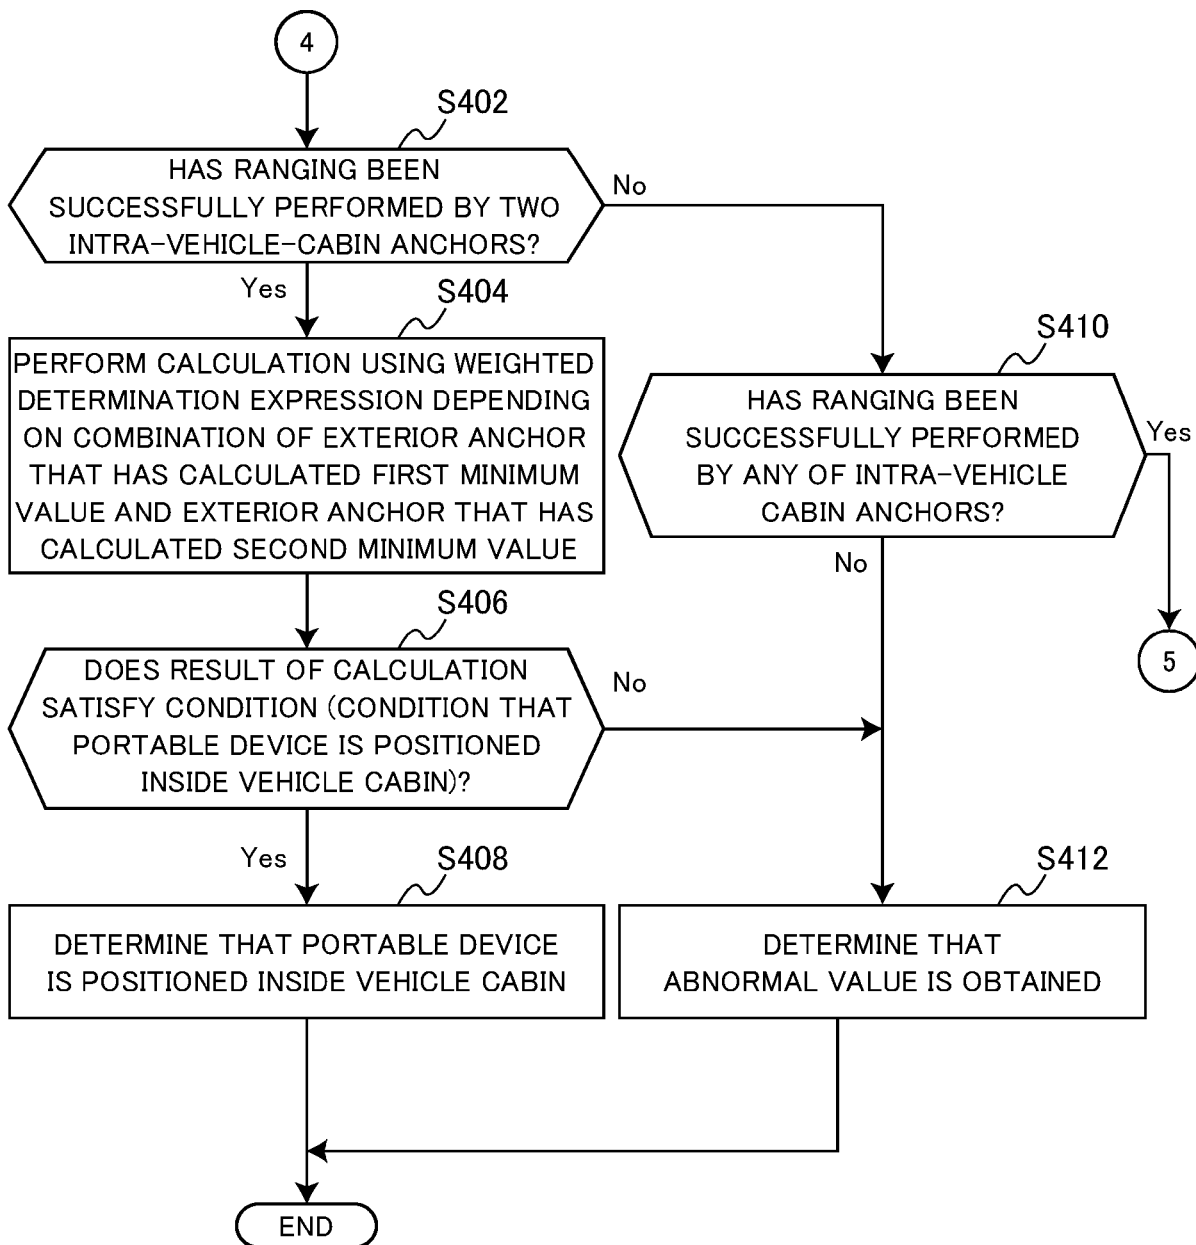 4
S402
HAS RANGING BEEN
SUCCESSFULLY PERFORMED BY TWO
INTRA-VEHICLE-CABIN ANCHORS?
No
Yes
S404
PERFORM CALCULATION USING WEIGHTED
DETERMINATION EXPRESSION DEPENDING
ON COMBINATION OF EXTERIOR ANCHOR
THAT HAS CALCULATED FIRST MINIMUM
VALUE AND EXTERIOR ANCHOR THAT HAS
CALCULATED SECOND MINIMUM VALUE
S410
HAS RANGING BEEN
SUCCESSFULLY PERFORMED
BY ANY OF INTRA-VEHICLE
CABIN ANCHORS?
Yes
No
5
S406
DOES RESULT OF CALCULATION
SATISFY CONDITION (CONDITION THAT
PORTABLE DEVICE IS POSITIONED
INSIDE VEHICLE CABIN)?
No
Yes
S408
DETERMINE THAT PORTABLE DEVICE
IS POSITIONED INSIDE VEHICLE CABIN
S412
DETERMINE THAT
ABNORMAL VALUE IS OBTAINED
END